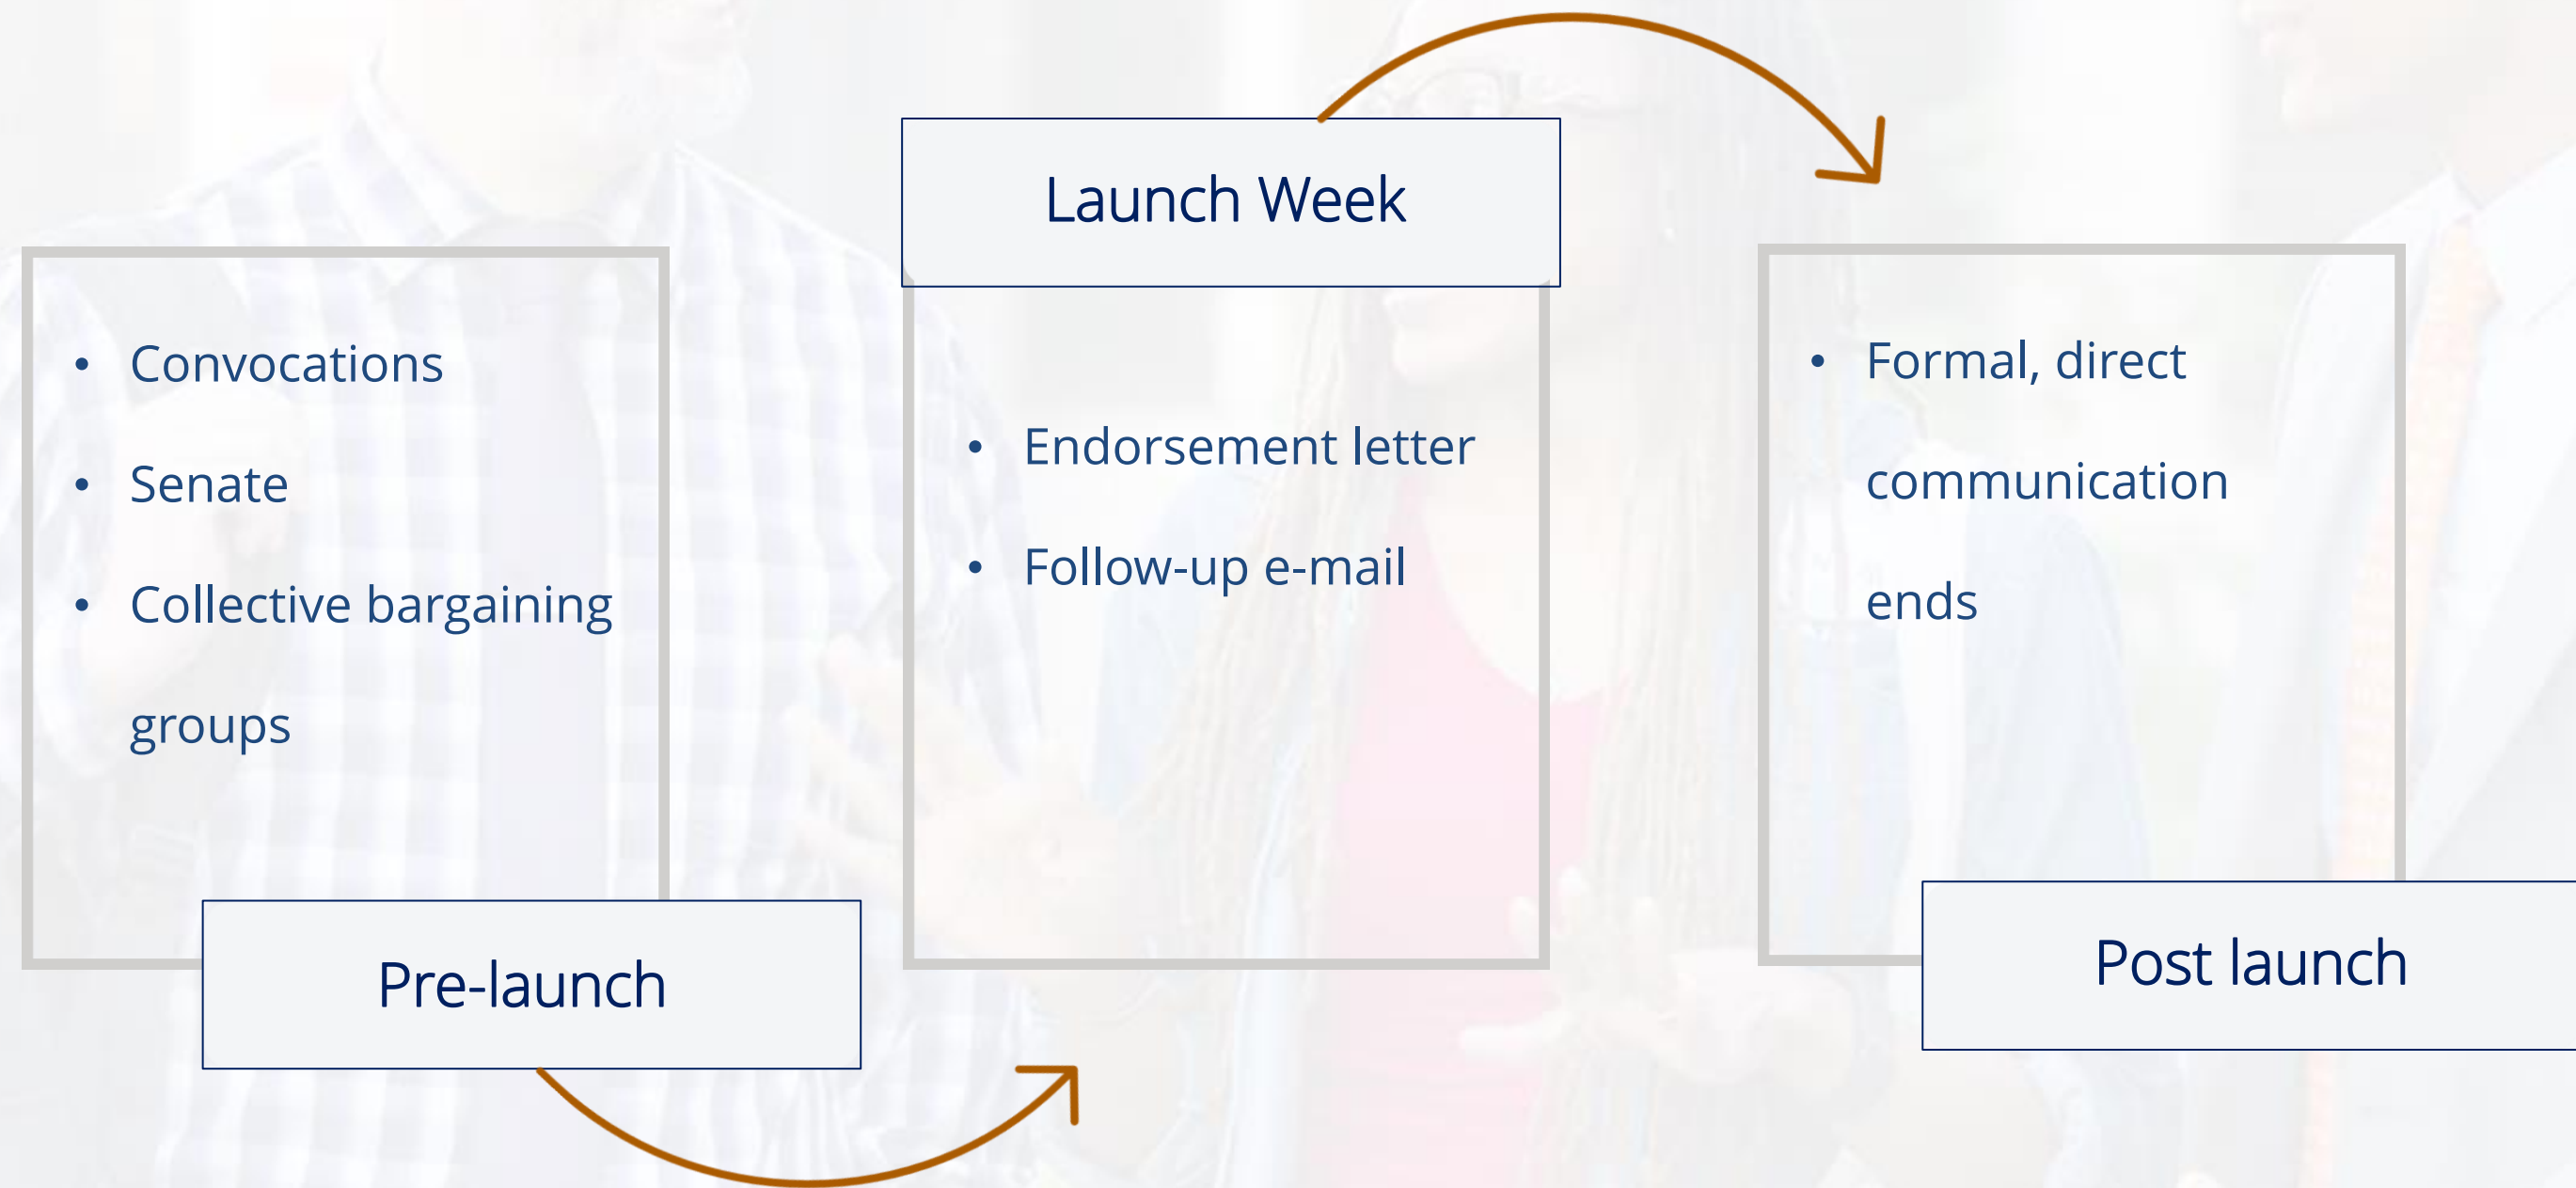 • Convocations
• Senate
• Collective bargaining
groups
Pre-launch
Launch Week
• Endorsement letter
• Follow-up e-mail
• Formal, direct
communication
ends
Post launch